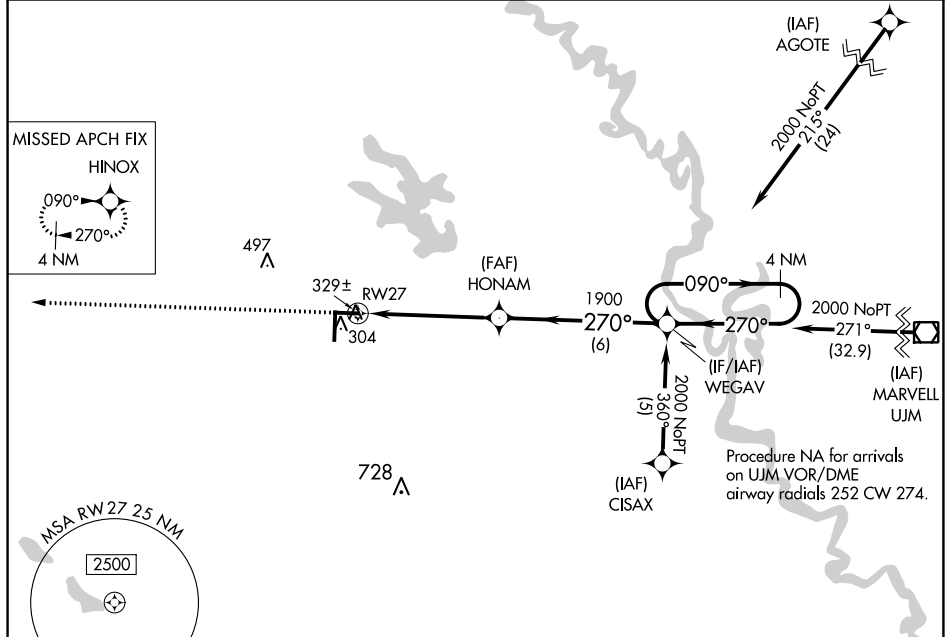 (IAF)
AGOTE
2000 NoPT
215°
(24)
MISSED APCH FIX
HINOX
090°
270°
4 NM
497
329±
RW27
304
(FAF)
HONAM
1900
270°
(6)
090°
4 NM
270°
2000 NoPT
271°
(32.9)
(IF/IAF)
WEGAV
(IAF)
MARVELL
UJM
2000 NoPT
360°
(5)
(IAF)
CISAX
728
Procedure NA for arrivals
on UJM VOR/DME
airway radials 252 CW 274.
MSA RW 27 25 NM
2500